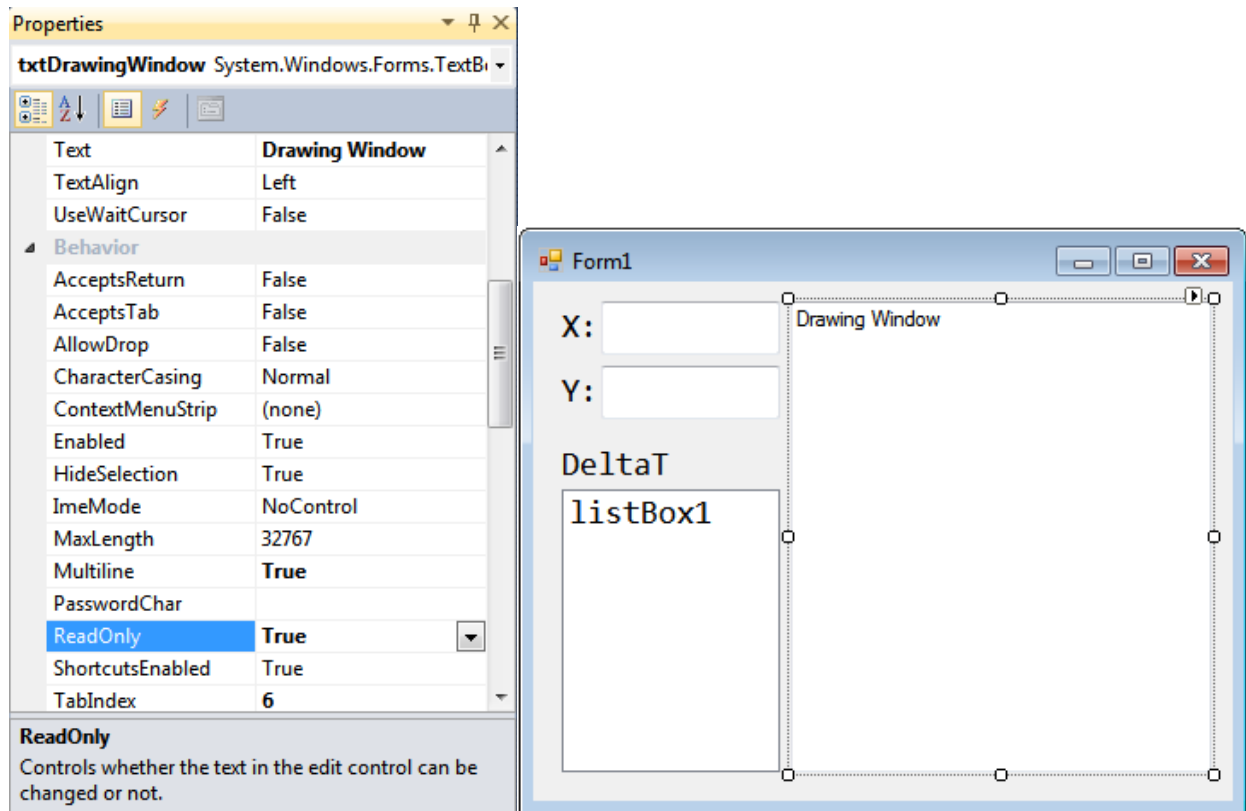 Properties
txtDrawingWindow System.Windows.Forms.TextB
Text Drawing Window
TextAlign Left
UseWaitCursor False
Behavior
AcceptsReturn False
AcceptsTab False
AllowDrop False
CharacterCasing Normal
ContextMenuStrip (none)
Enabled True
HideSelection True
ImeMode NoControl
MaxLength 32767
Multiline True
PasswordChar
ReadOnly True
ShortcutsEnabled True
TabIndex 6
ReadOnly
Controls whether the text in the edit control can be
changed or not.
Form1
X:
Y:
DeltaT
listBox1
Drawing Window